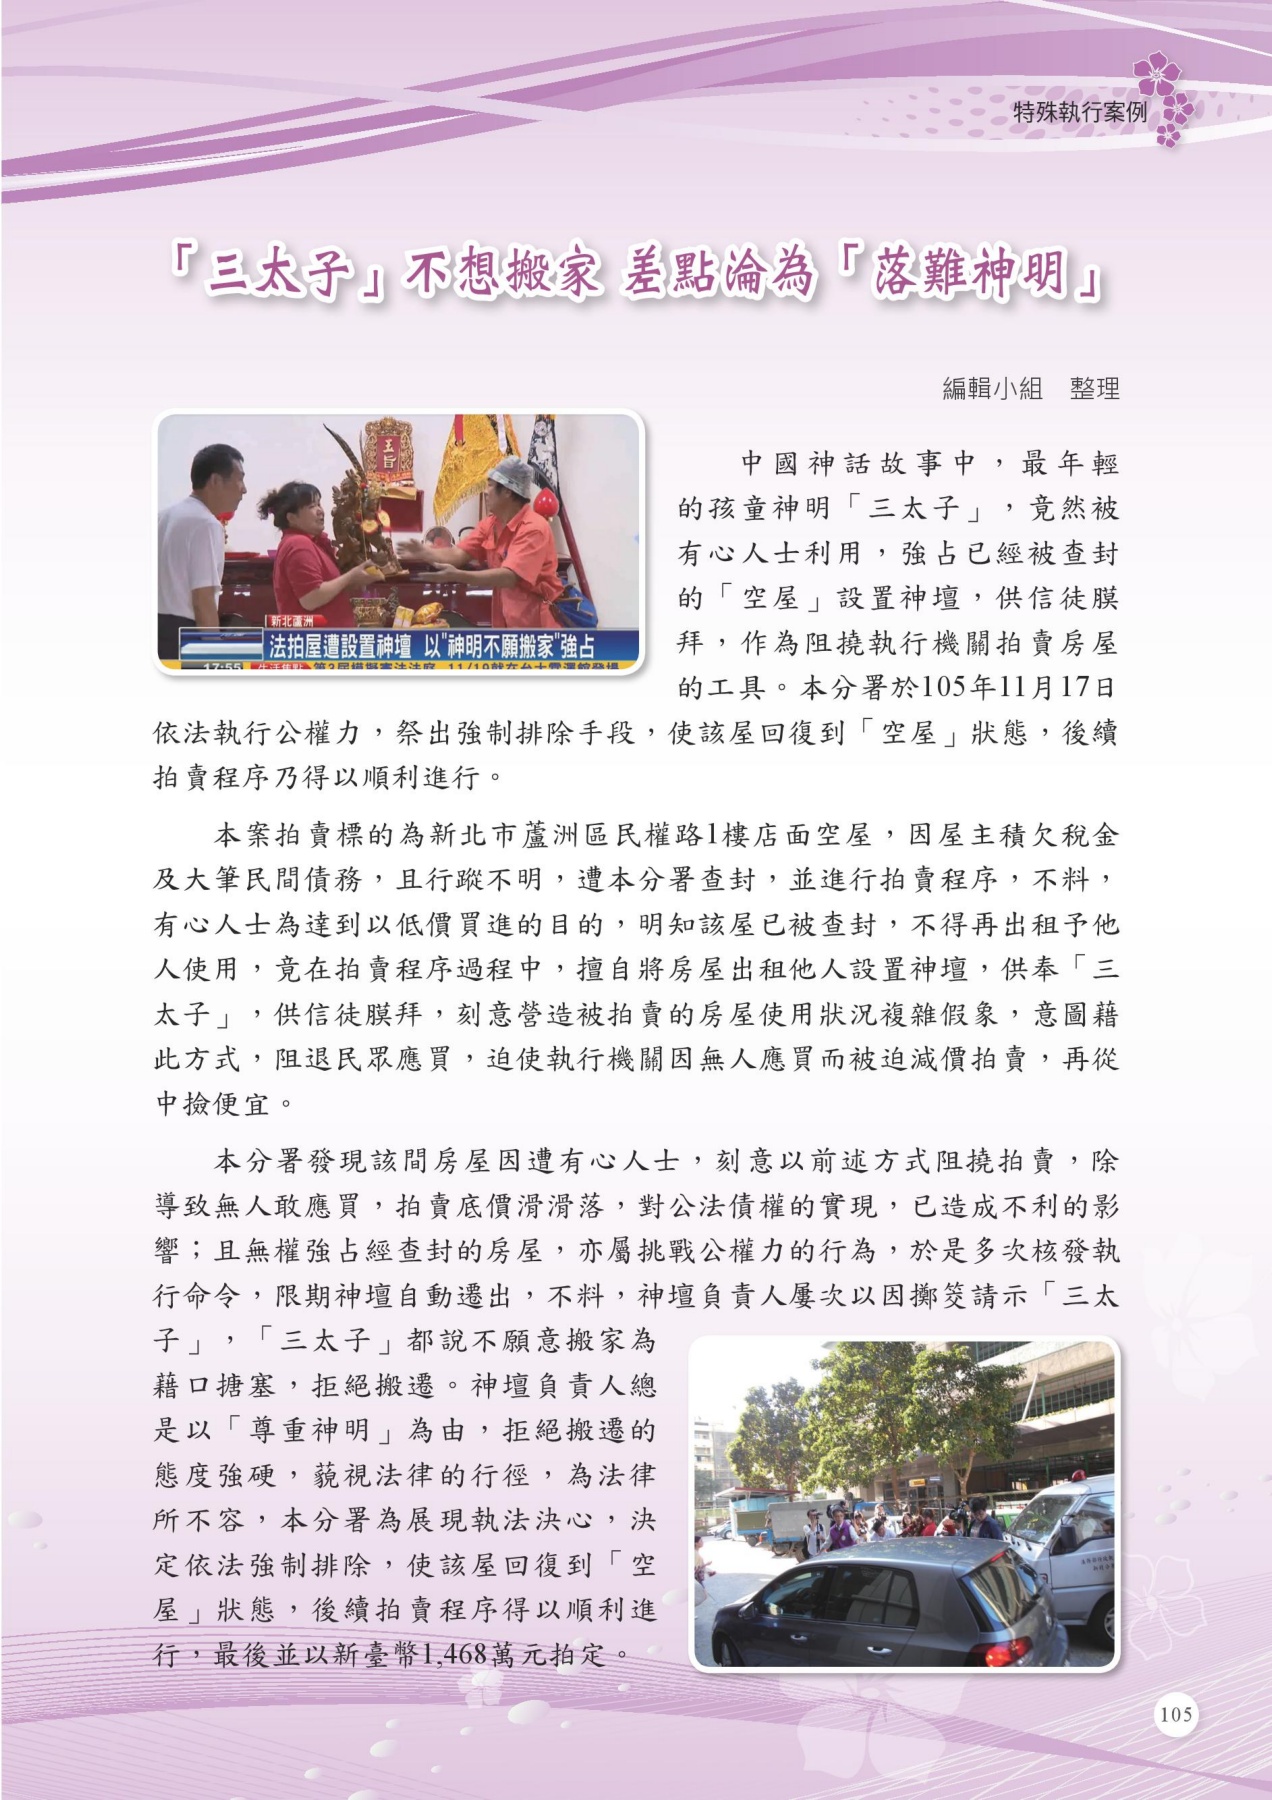 特殊執行案例
「三太子」不想搬家 差點淪為「落難神明」
編輯小組　整理
玉旨
新北蘆洲
法拍屋遭設置神壇 以"神明不願搬家"強占
17:55
中國神話故事中，最年輕
的孩童神明「三太子」，竟然被
有心人士利用，強占已經被查封
的「空屋」設置神壇，供信徒膜
拜，作為阻撓執行機關拍賣房屋
的工具。本分署於105年11月17日
依法執行公權力，祭出強制排除手段，使該屋回復到「空屋」狀態，後續
拍賣程序乃得以順利進行。
本案拍賣標的為新北市蘆洲區民權路1樓店面空屋，因屋主積欠稅金
及大筆民間債務，且行蹤不明，遭本分署查封，並進行拍賣程序，不料，
有心人士為達到以低價買進的目的，明知該屋已被查封，不得再出租予他
人使用，竟在拍賣程序過程中，擅自將房屋出租他人設置神壇，供奉「三
太子」，供信徒膜拜，刻意營造被拍賣的房屋使用狀況複雜假象，意圖藉
此方式，阻退民眾應買，迫使執行機關因無人應買而被迫減價拍賣，再從
中撿便宜。
本分署發現該間房屋因遭有心人士，刻意以前述方式阻撓拍賣，除
導致無人敢應買，拍賣底價滑滑落，對公法債權的實現，已造成不利的影
響；且無權強占經查封的房屋，亦屬挑戰公權力的行為，於是多次核發執
行命令，限期神壇自動遷出，不料，神壇負責人屢次以因擲筊請示「三太
子」，「三太子」都說不願意搬家為
藉口搪塞，拒絕搬遷。神壇負責人總
是以「尊重神明」為由，拒絕搬遷的
態度強硬，藐視法律的行徑，為法律
所不容，本分署為展現執法決心，決
定依法強制排除，使該屋回復到「空
屋」狀態，後續拍賣程序得以順利進
行，最後並以新臺幣1,468萬元拍定。
105